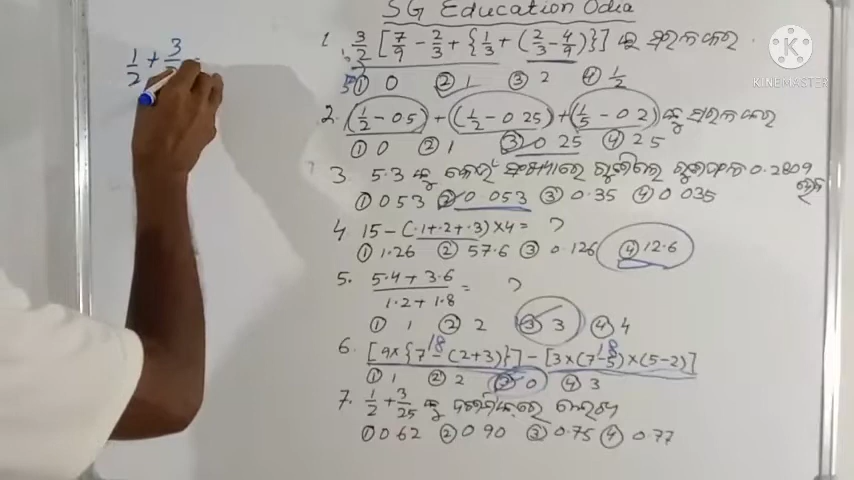 SG Education Odia
1 3/2 [7/9 - 2/3 + {1/3 + (2/3 - 4/9)}] କୁ ସରଳ କର
① 0 ② 1 ③ 2 ④ 1/2
2. (1/2 - 0 5) + (1/2 - 0 25) + (1/5 - 0 2) କୁ ସରଳ କର
① 0 ② 1 ③ 0 25 ④ 2 5
3 5.3 କୁ କେଉଁ ସଂଖ୍ୟାରେ ଗୁଣିଲେ ଗୁଣଫଳ 0.2809 ହେବ
① 0 53 ② 0 053 ③ 0.35 ④ 0 035
4 15 - (.1 + .2 + .3) × 4 = ?
① 1.26 ② 57.6 ③ 0.126 ④ 12.6
5. 5.4 + 3.6 / 1.2 + 1.8 = ?
① 1 ② 2 ③ 3 ④ 4
18 18
6. [9×{7 - (2+3)}] - [3×(7-5)×(5-2)]
① 1 ② 2 ③ 0 ④ 3
7. 1/2 + 3/25 କୁ ଦଶମିକରେ ଲେଖ
① 0 62 ② 0 90 ③ 0.75 ④ 0.77
1/2 + 3
KINEMASTER